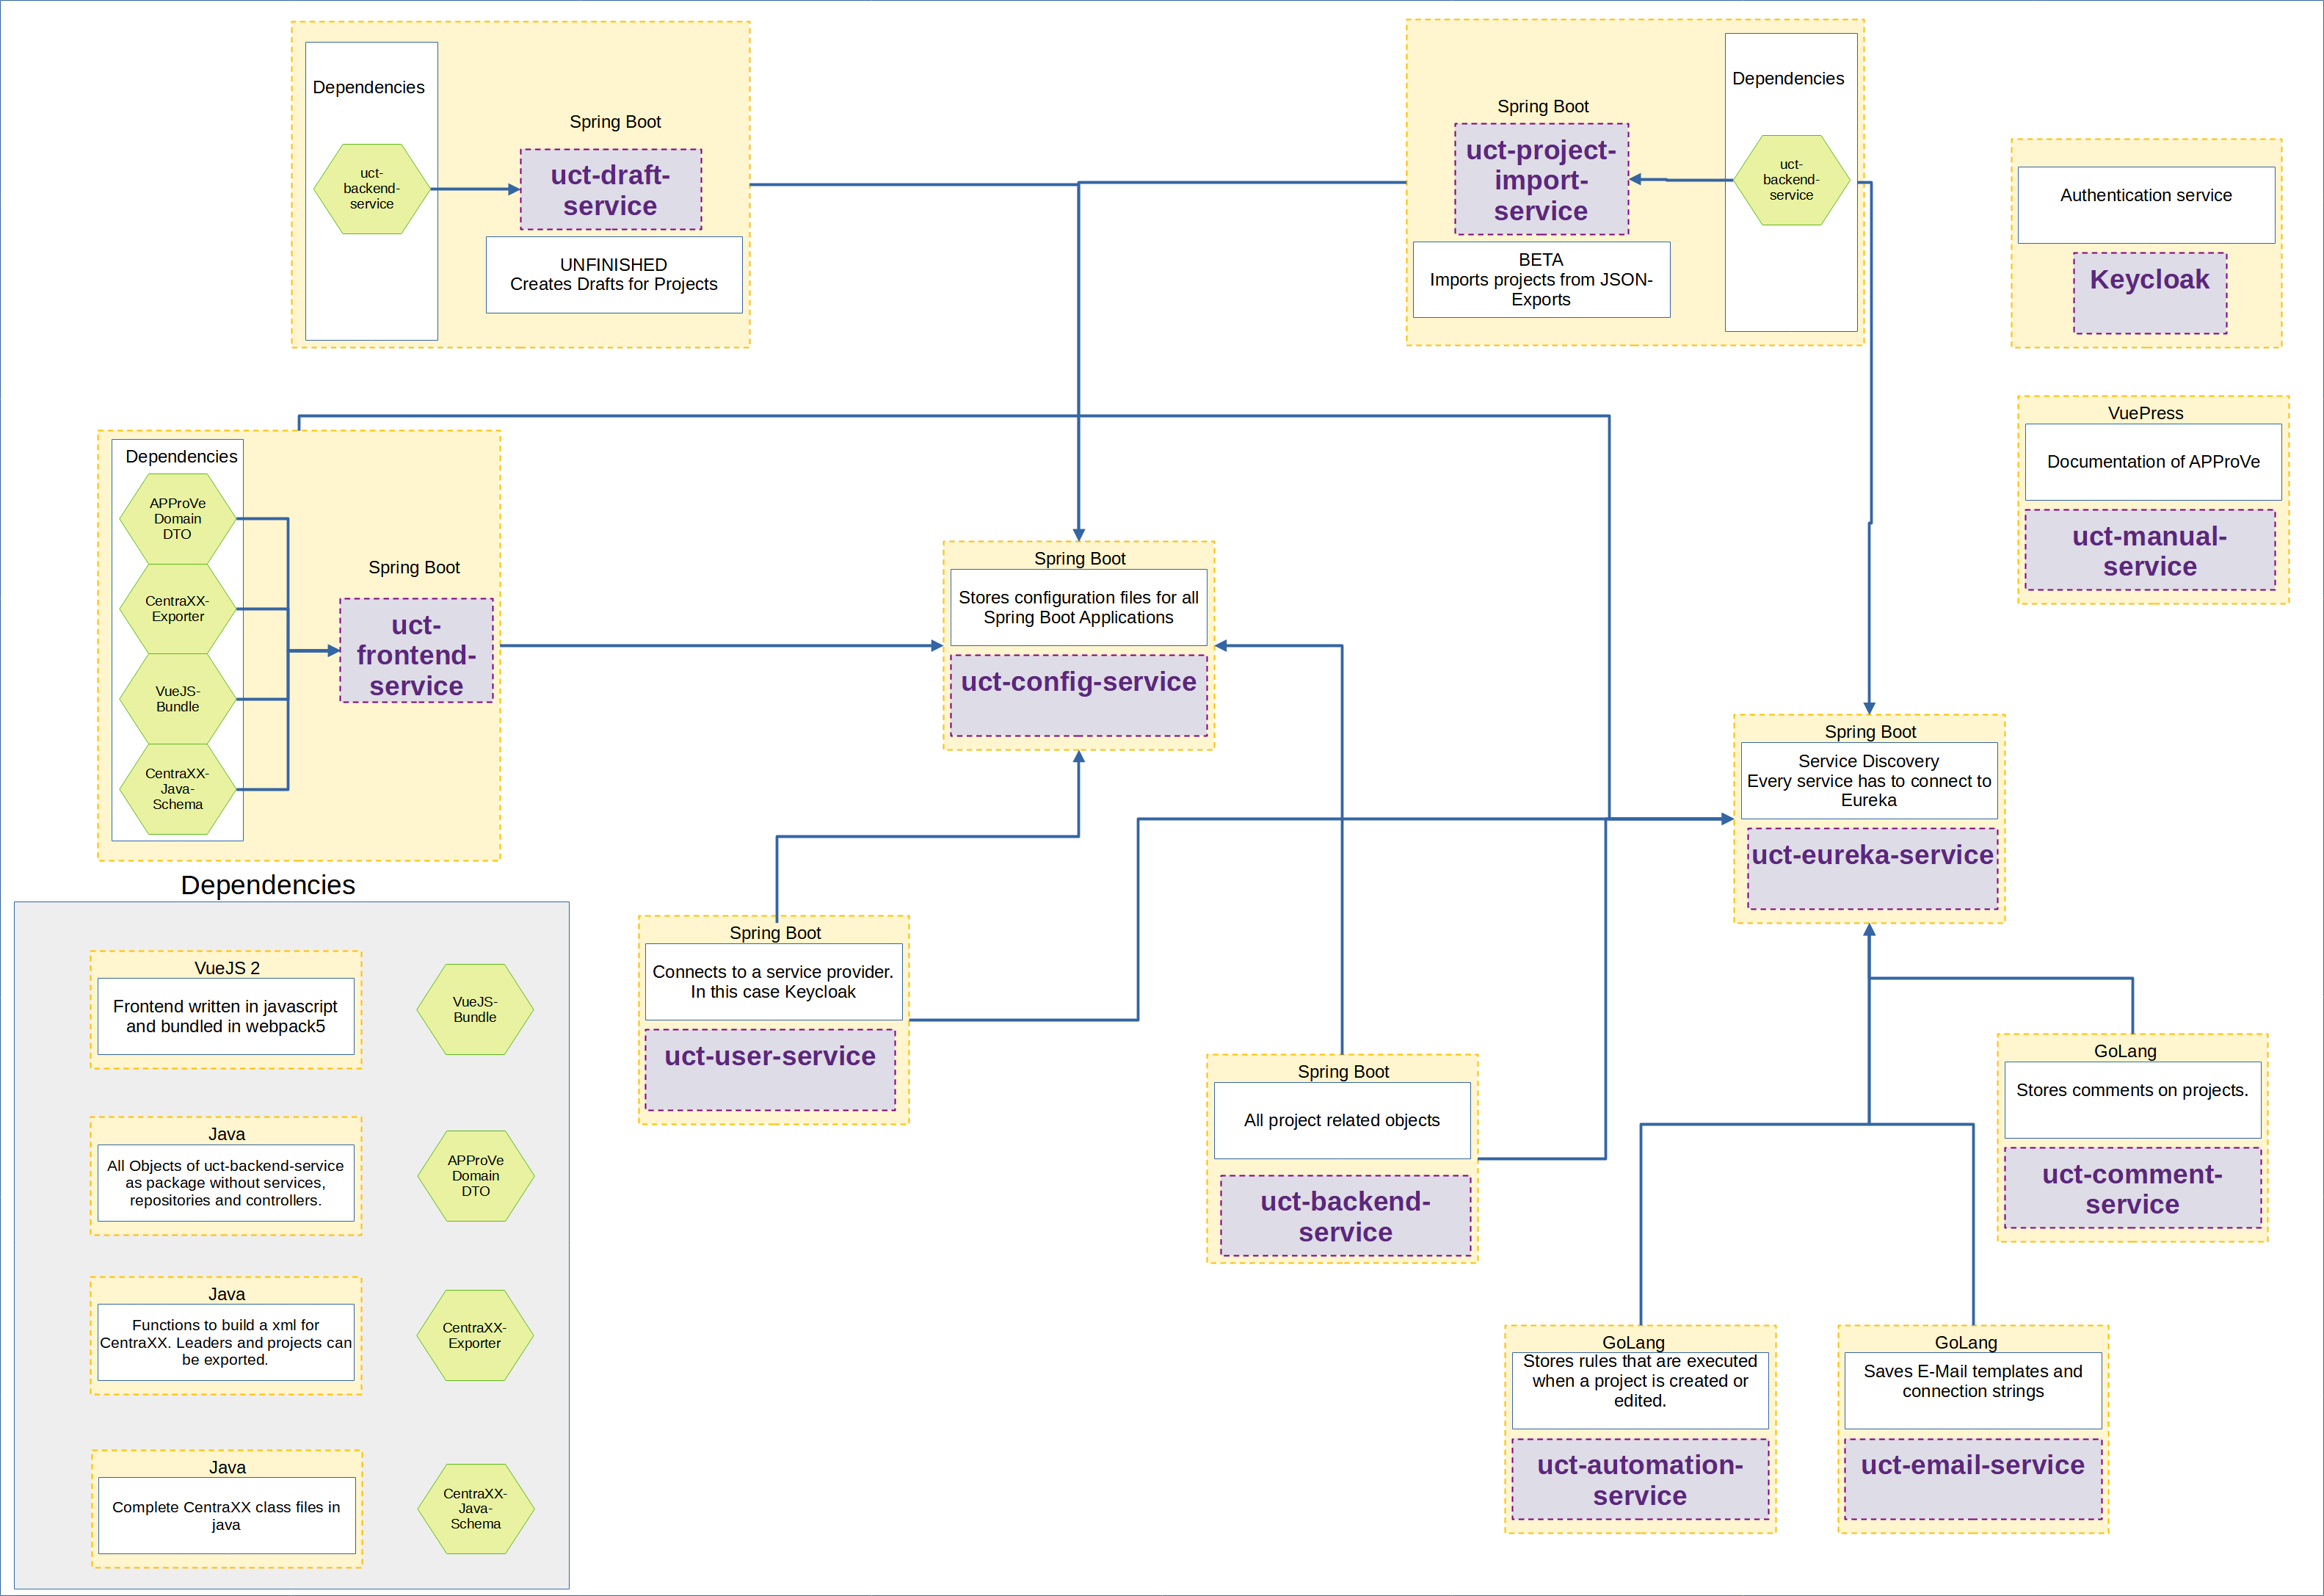 Dependencies
uct-
backend-
service
Spring Boot
uct-draft-
service
UNFINISHED
Creates Drafts for Projects
Spring Boot
uct-project-
import-
service
BETA
Imports projects from JSON-
Exports
Dependencies
uct-
backend-
service
Authentication service
Keycloak
VuePress
Documentation of APProVe
uct-manual-
service
Dependencies
APProVe
Domain
DTO
CentraXX-
Exporter
VueJS-
Bundle
CentraXX-
Java-
Schema
Spring Boot
uct-
frontend-
service
Spring Boot
Stores configuration files for all
Spring Boot Applications
uct-config-service
Spring Boot
Service Discovery
Every service has to connect to
Eureka
uct-eureka-service
Dependencies
VueJS 2
Frontend written in javascript
and bundled in webpack5
VueJS-
Bundle
Java
All Objects of uct-backend-service
as package without services,
repositories and controllers.
APProVe
Domain
DTO
Java
Functions to build a xml for
CentraXX. Leaders and projects can
be exported.
CentraXX-
Exporter
Java
Complete CentraXX class files in
java
CentraXX-
Java-
Schema
Spring Boot
Connects to a service provider.
In this case Keycloak
uct-user-service
Spring Boot
All project related objects
uct-backend-
service
GoLang
Stores comments on projects.
uct-comment-
service
GoLang
Stores rules that are executed
when a project is created or
edited.
uct-automation-
service
GoLang
Saves E-Mail templates and
connection strings
uct-email-service